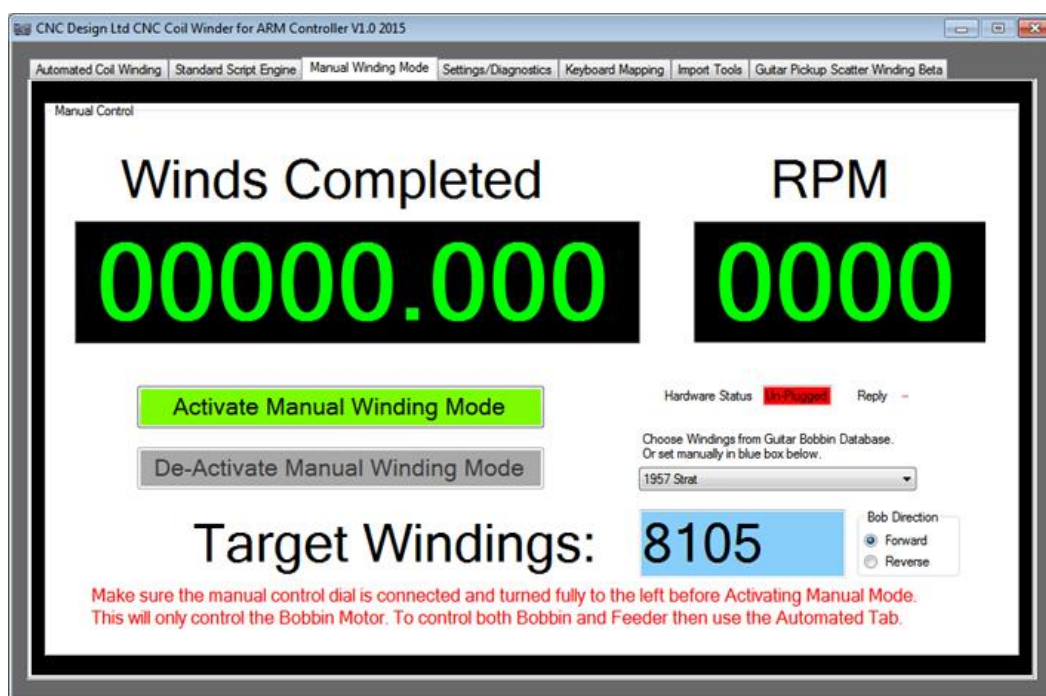 CNC Design Ltd CNC Coil Winder for ARM Controller V1.0 2015
Automated Coil Winding Standard Script Engine Manual Winding Mode Settings/Diagnostics Keyboard Mapping Import Tools Guitar Pickup Scatter Winding Beta
Manual Control
Winds Completed RPM
00000.000 0000
Activate Manual Winding Mode
Hardware Status Un-Plugged Reply --
Choose Windings from Guitar Bobbin Database.
Or set manually in blue box below.
De-Activate Manual Winding Mode
1957 Strat
Target Windings: 8105
Bob Direction
Forward
Reverse
Make sure the manual control dial is connected and turned fully to the left before Activating Manual Mode.
This will only control the Bobbin Motor. To control both Bobbin and Feeder then use the Automated Tab.